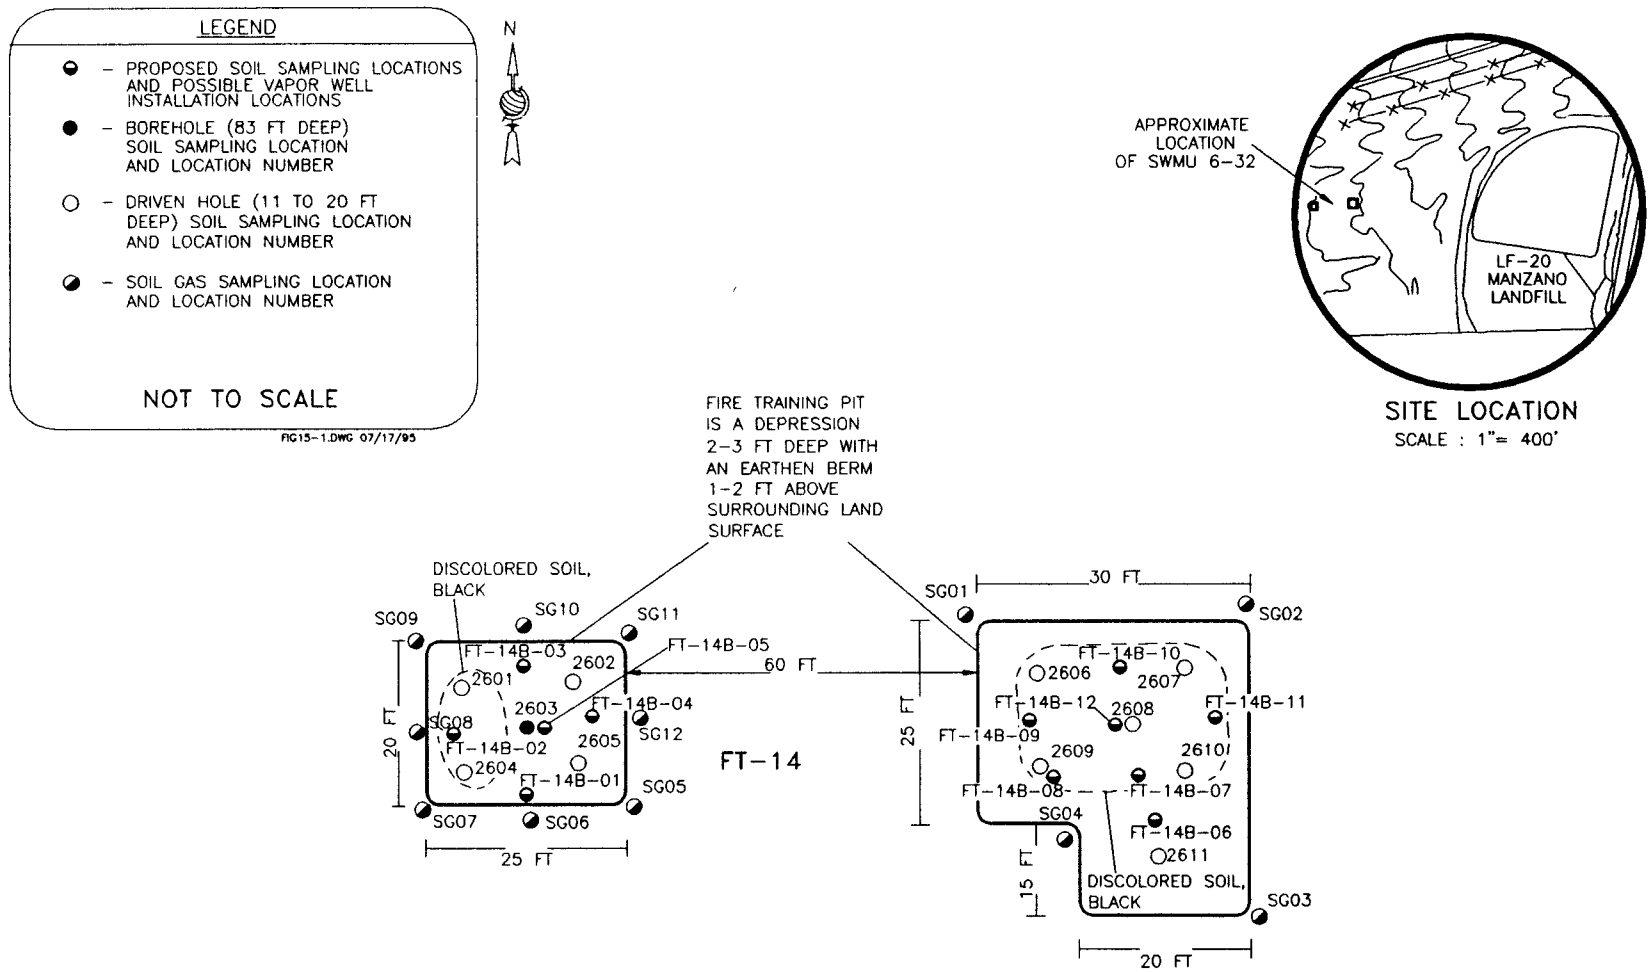 LEGEND
– PROPOSED SOIL SAMPLING LOCATIONS
AND POSSIBLE VAPOR WELL
INSTALLATION LOCATIONS
– BOREHOLE (83 FT DEEP)
SOIL SAMPLING LOCATION
AND LOCATION NUMBER
– DRIVEN HOLE (11 TO 20 FT
DEEP) SOIL SAMPLING LOCATION
AND LOCATION NUMBER
– SOIL GAS SAMPLING LOCATION
AND LOCATION NUMBER
NOT TO SCALE
FIG15-1.DWG 07/17/95
N
APPROXIMATE
LOCATION
OF SWMU 6-32
LF-20
MANZANO
LANDFILL
SITE LOCATION
SCALE : 1"= 400'
FIRE TRAINING PIT
IS A DEPRESSION
2-3 FT DEEP WITH
AN EARTHEN BERM
1-2 FT ABOVE
SURROUNDING LAND
SURFACE
DISCOLORED SOIL,
BLACK
SG09
SG10
SG11
FT-14B-03
FT-14B-05
2601
2602
2603
FT-14B-04
SG08
SG12
FT-14B-02
2605
2604
FT-14B-01
SG05
SG07
SG06
20 FT
25 FT
60 FT
FT-14
30 FT
SG01
SG02
FT-14B-10
2606
2607
FT-14B-12
2608
FT-14B-11
FT-14B-09
2609
2610
FT-14B-08
FT-14B-07
SG04
FT-14B-06
2611
25 FT
15 FT
DISCOLORED SOIL,
BLACK
SG03
20 FT